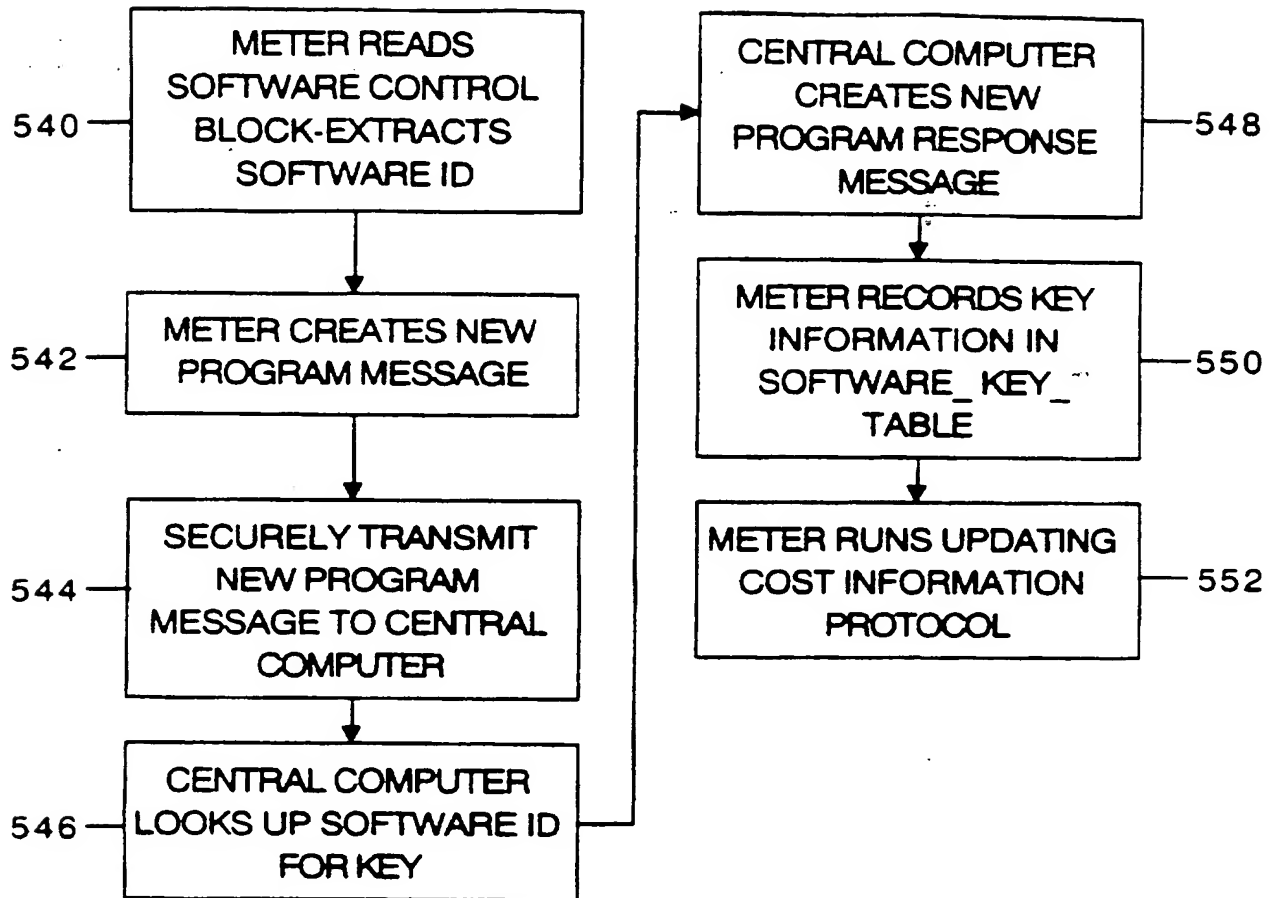 METER READS
SOFTWARE CONTROL
BLOCK-EXTRACTS
SOFTWARE ID
540
METER CREATES NEW
PROGRAM MESSAGE
542
SECURELY TRANSMIT
NEW PROGRAM
MESSAGE TO CENTRAL
COMPUTER
544
CENTRAL COMPUTER
LOOKS UP SOFTWARE ID
FOR KEY
546
CENTRAL COMPUTER
CREATES NEW
PROGRAM RESPONSE
MESSAGE
548
METER RECORDS KEY
INFORMATION IN
SOFTWARE_ KEY_
TABLE
550
METER RUNS UPDATING
COST INFORMATION
PROTOCOL
552